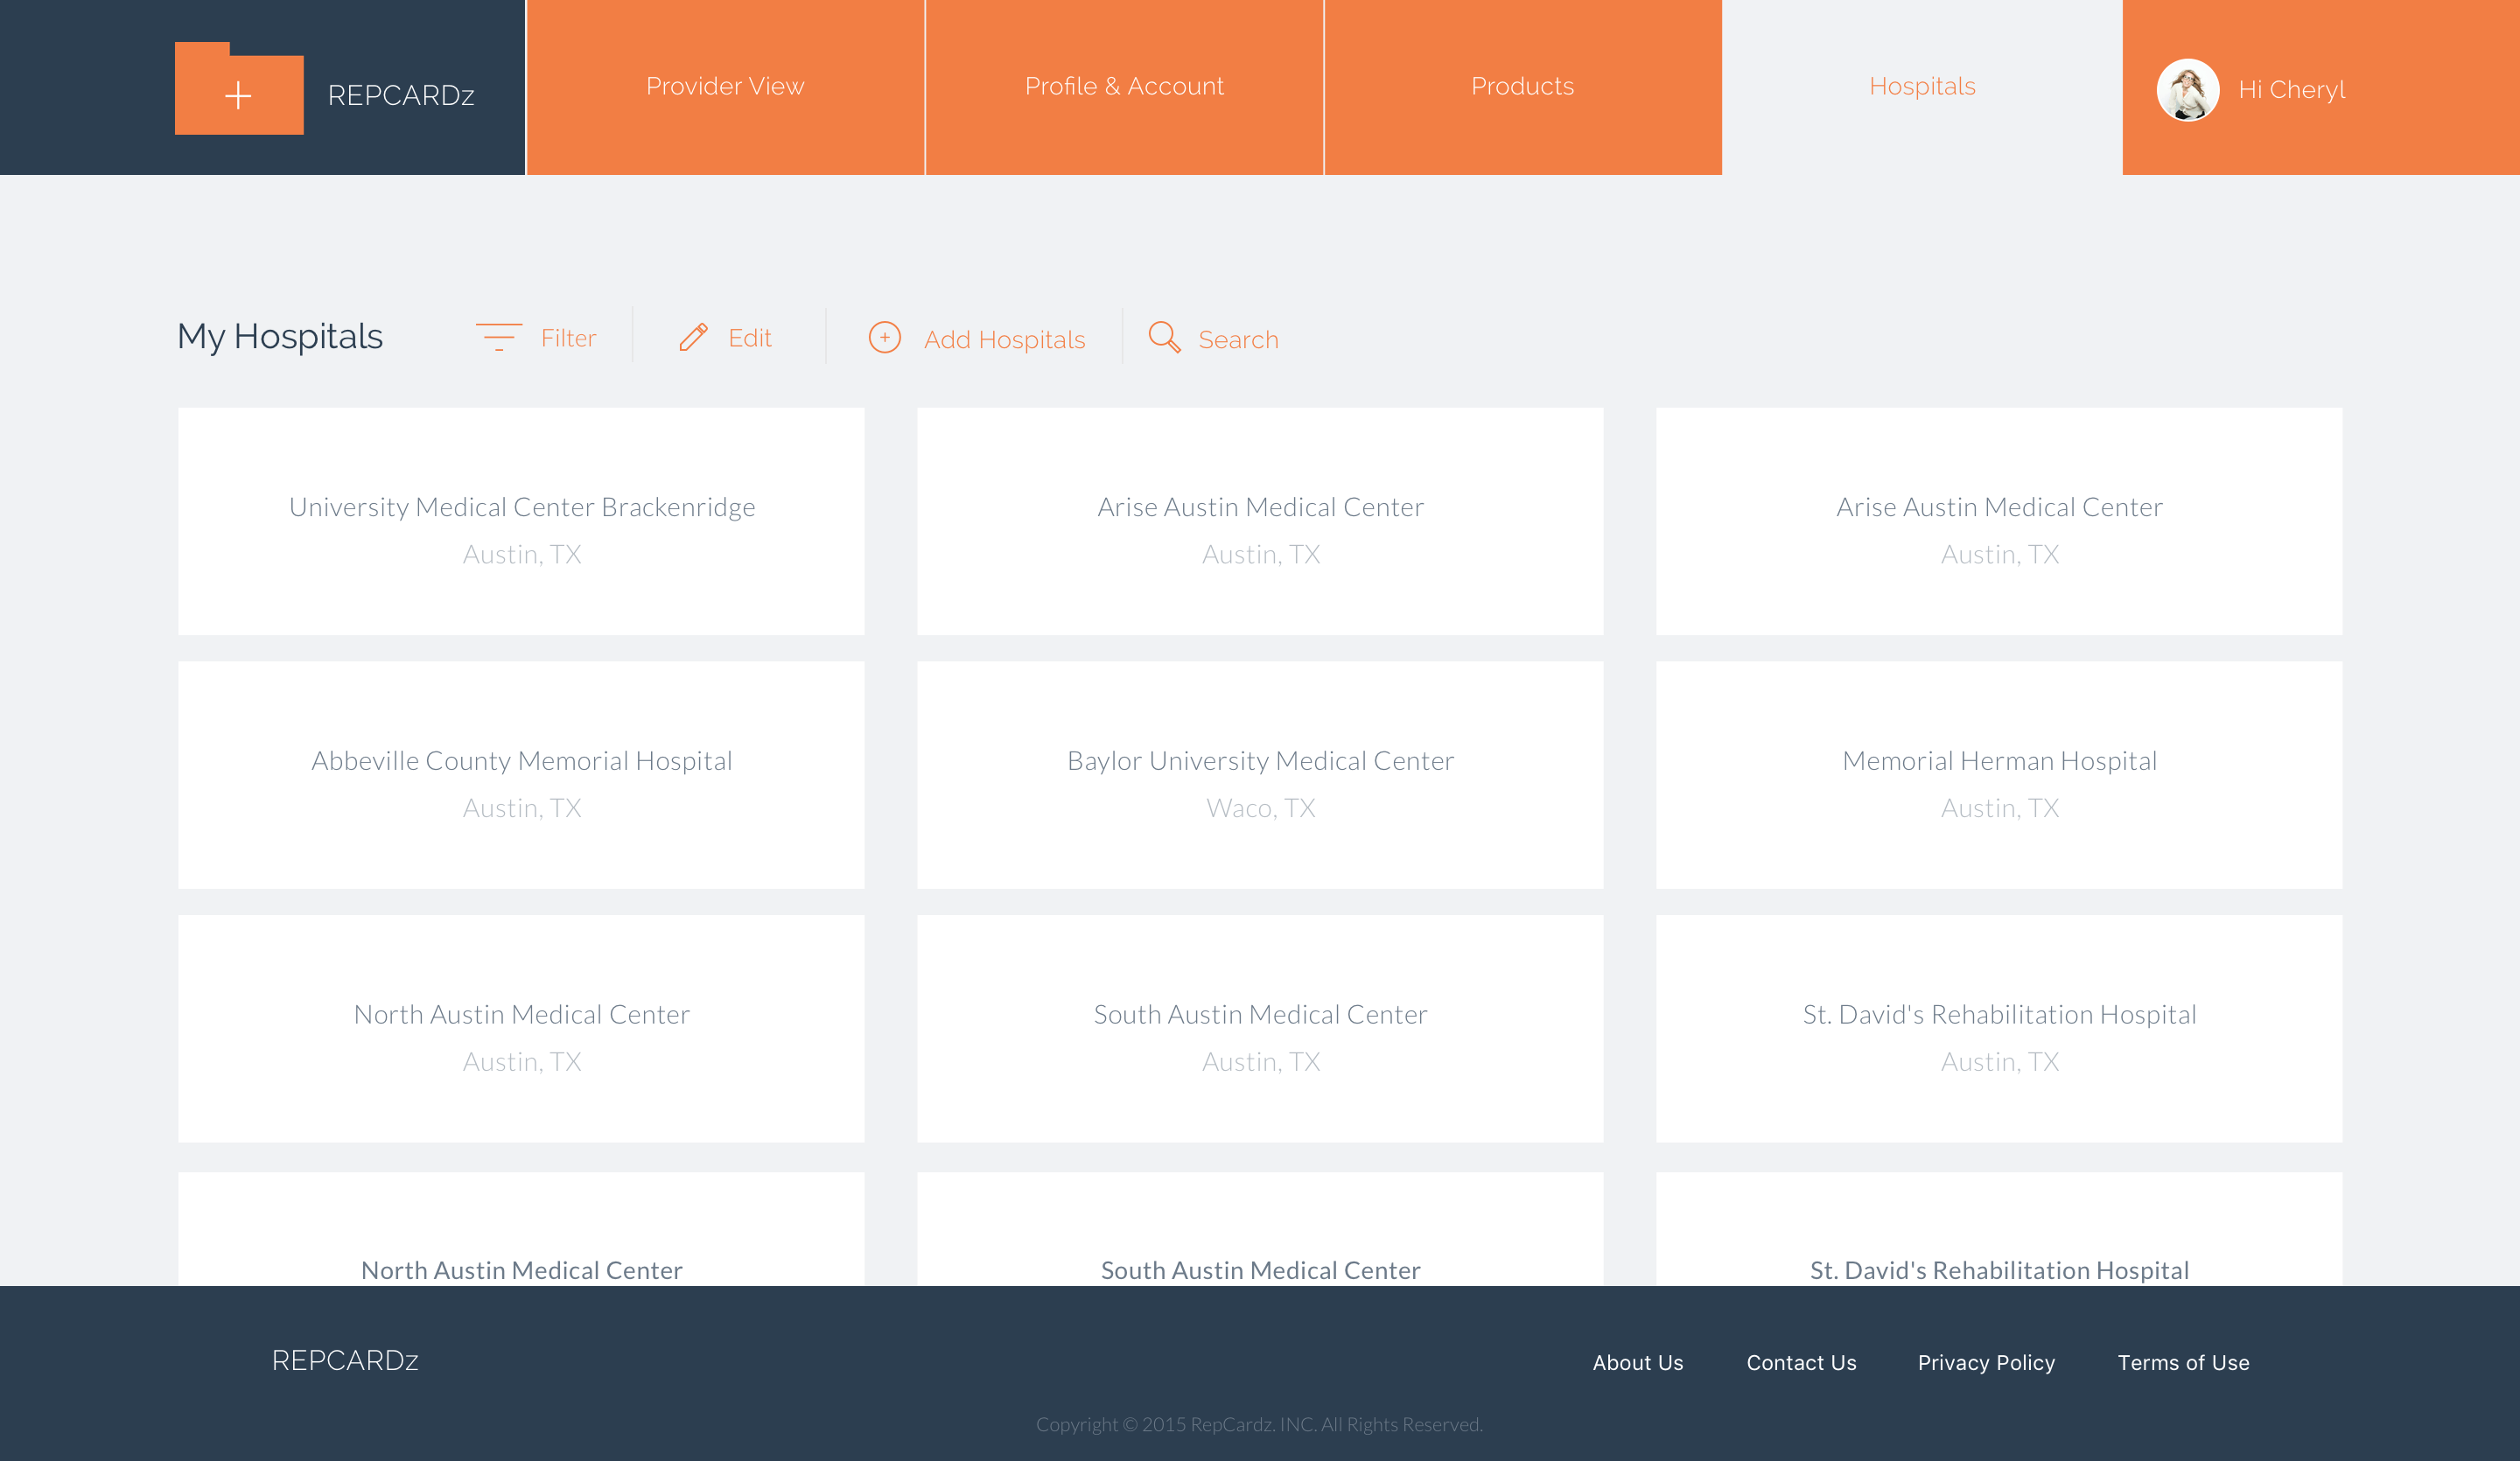 REPCARDz
Provider View
Profile & Account
Products
Hospitals
Hi Cheryl
My Hospitals
Filter
Edit
Add Hospitals
Search
University Medical Center Brackenridge
Austin, TX
Arise Austin Medical Center
Austin, TX
Arise Austin Medical Center
Austin, TX
Abbeville County Memorial Hospital
Austin, TX
Baylor University Medical Center
Waco, TX
Memorial Herman Hospital
Austin, TX
North Austin Medical Center
Austin, TX
South Austin Medical Center
Austin, TX
St. David's Rehabilitation Hospital
Austin, TX
North Austin Medical Center
South Austin Medical Center
St. David's Rehabilitation Hospital
REPCARDz
About Us
Contact Us
Privacy Policy
Terms of Use
Copyright © 2015 RepCardz. INC. All Rights Reserved.